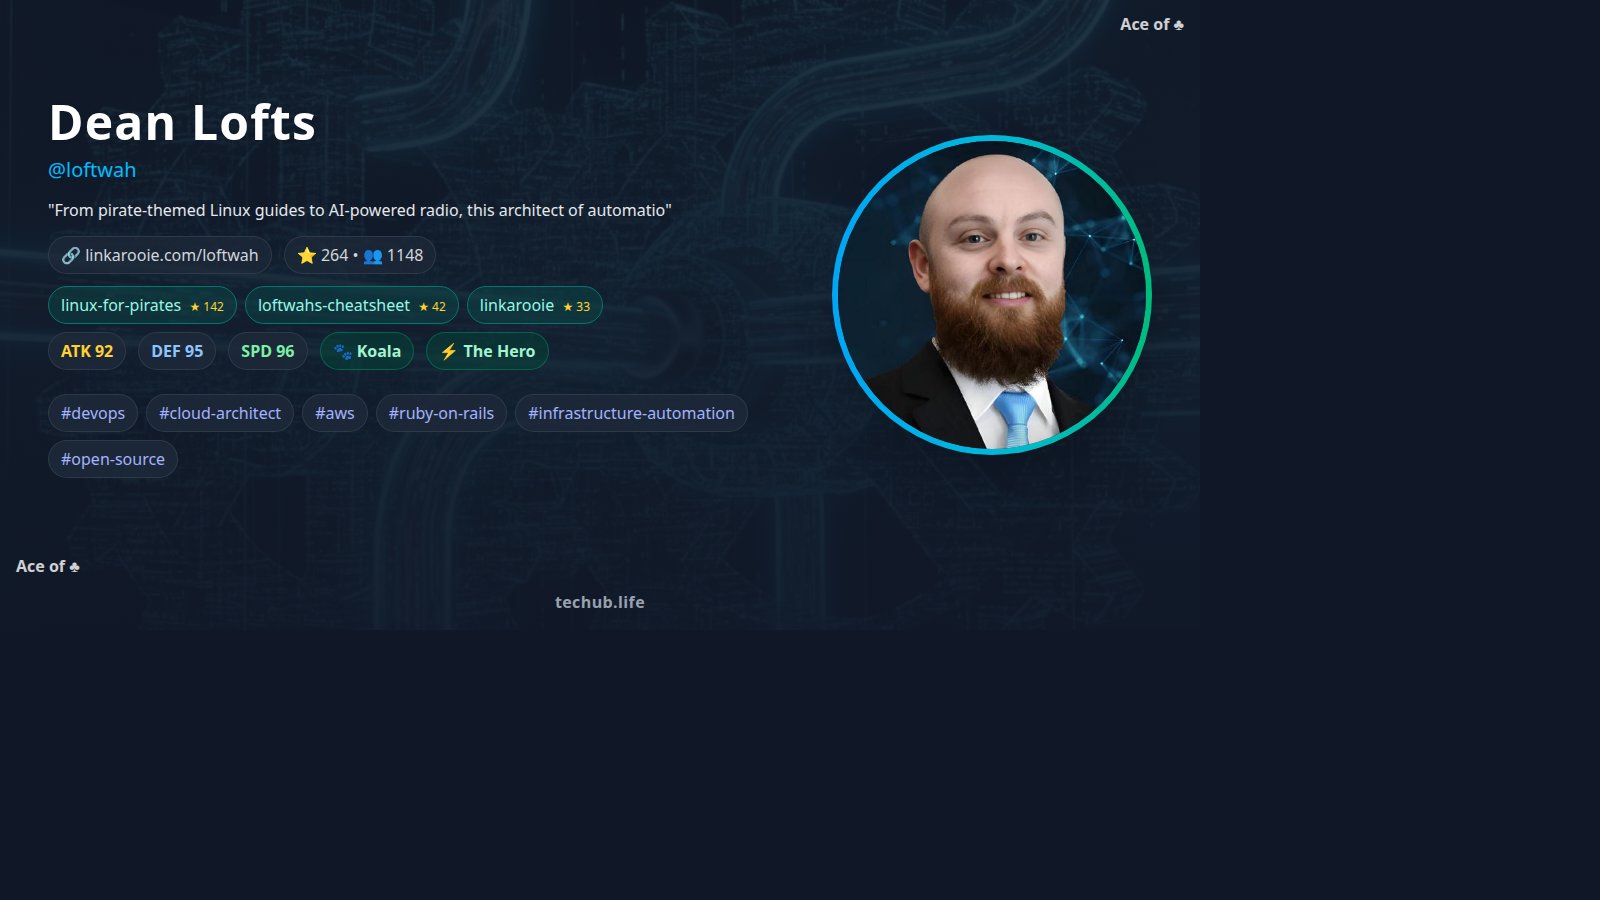 Ace of ♣
Dean Lofts
@loftwah
"From pirate-themed Linux guides to AI-powered radio, this architect of automatio"
🔗 linkarooie.com/loftwah ⭐ 264 • 👥 1148
linux-for-pirates ★ 142 loftwahs-cheatsheet ★ 42 linkarooie ★ 33
ATK 92 DEF 95 SPD 96 🐾 Koala ⚡ The Hero
#devops #cloud-architect #aws #ruby-on-rails #infrastructure-automation
#open-source
Ace of ♣
techub.life